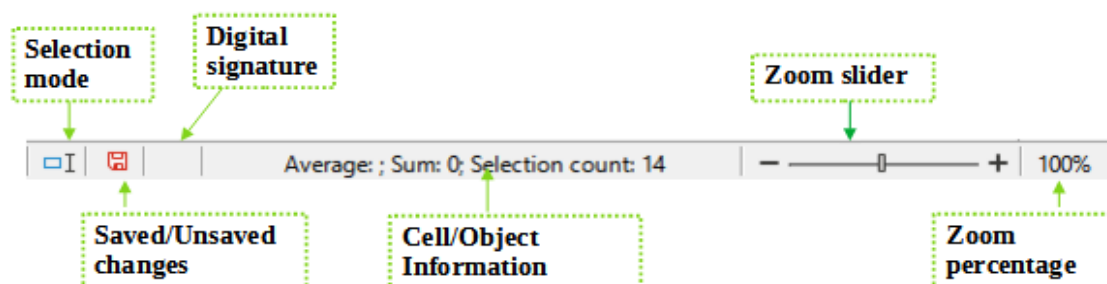 Selection
mode
Digital
signature
Zoom slider
Average: ; Sum: 0; Selection count: 14
100%
Saved/Unsaved
changes
Cell/Object
Information
Zoom
percentage